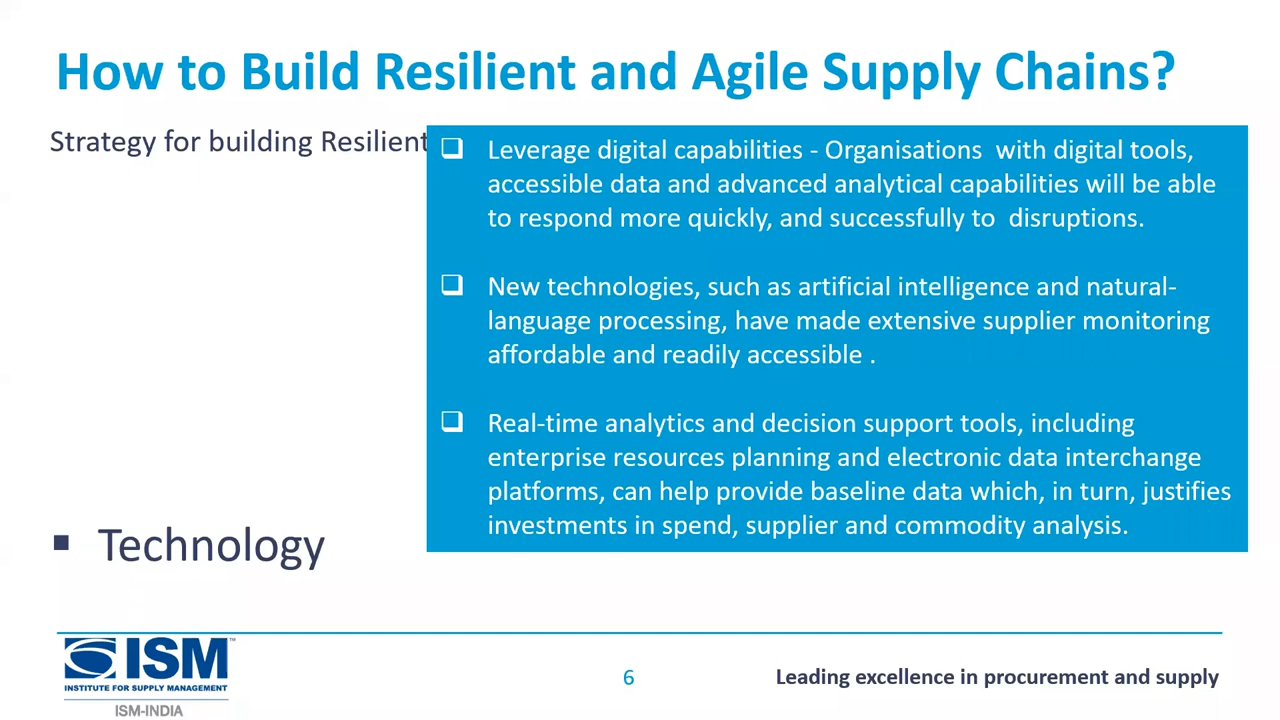 How to Build Resilient and Agile Supply Chains?
Strategy for building Resilient
❑ Leverage digital capabilities - Organisations with digital tools,
accessible data and advanced analytical capabilities will be able
to respond more quickly, and successfully to disruptions.
❑ New technologies, such as artificial intelligence and natural-
language processing, have made extensive supplier monitoring
affordable and readily accessible .
❑ Real-time analytics and decision support tools, including
enterprise resources planning and electronic data interchange
platforms, can help provide baseline data which, in turn, justifies
investments in spend, supplier and commodity analysis.
▪ Technology
ISM™
INSTITUTE FOR SUPPLY MANAGEMENT
ISM-INDIA
6
Leading excellence in procurement and supply